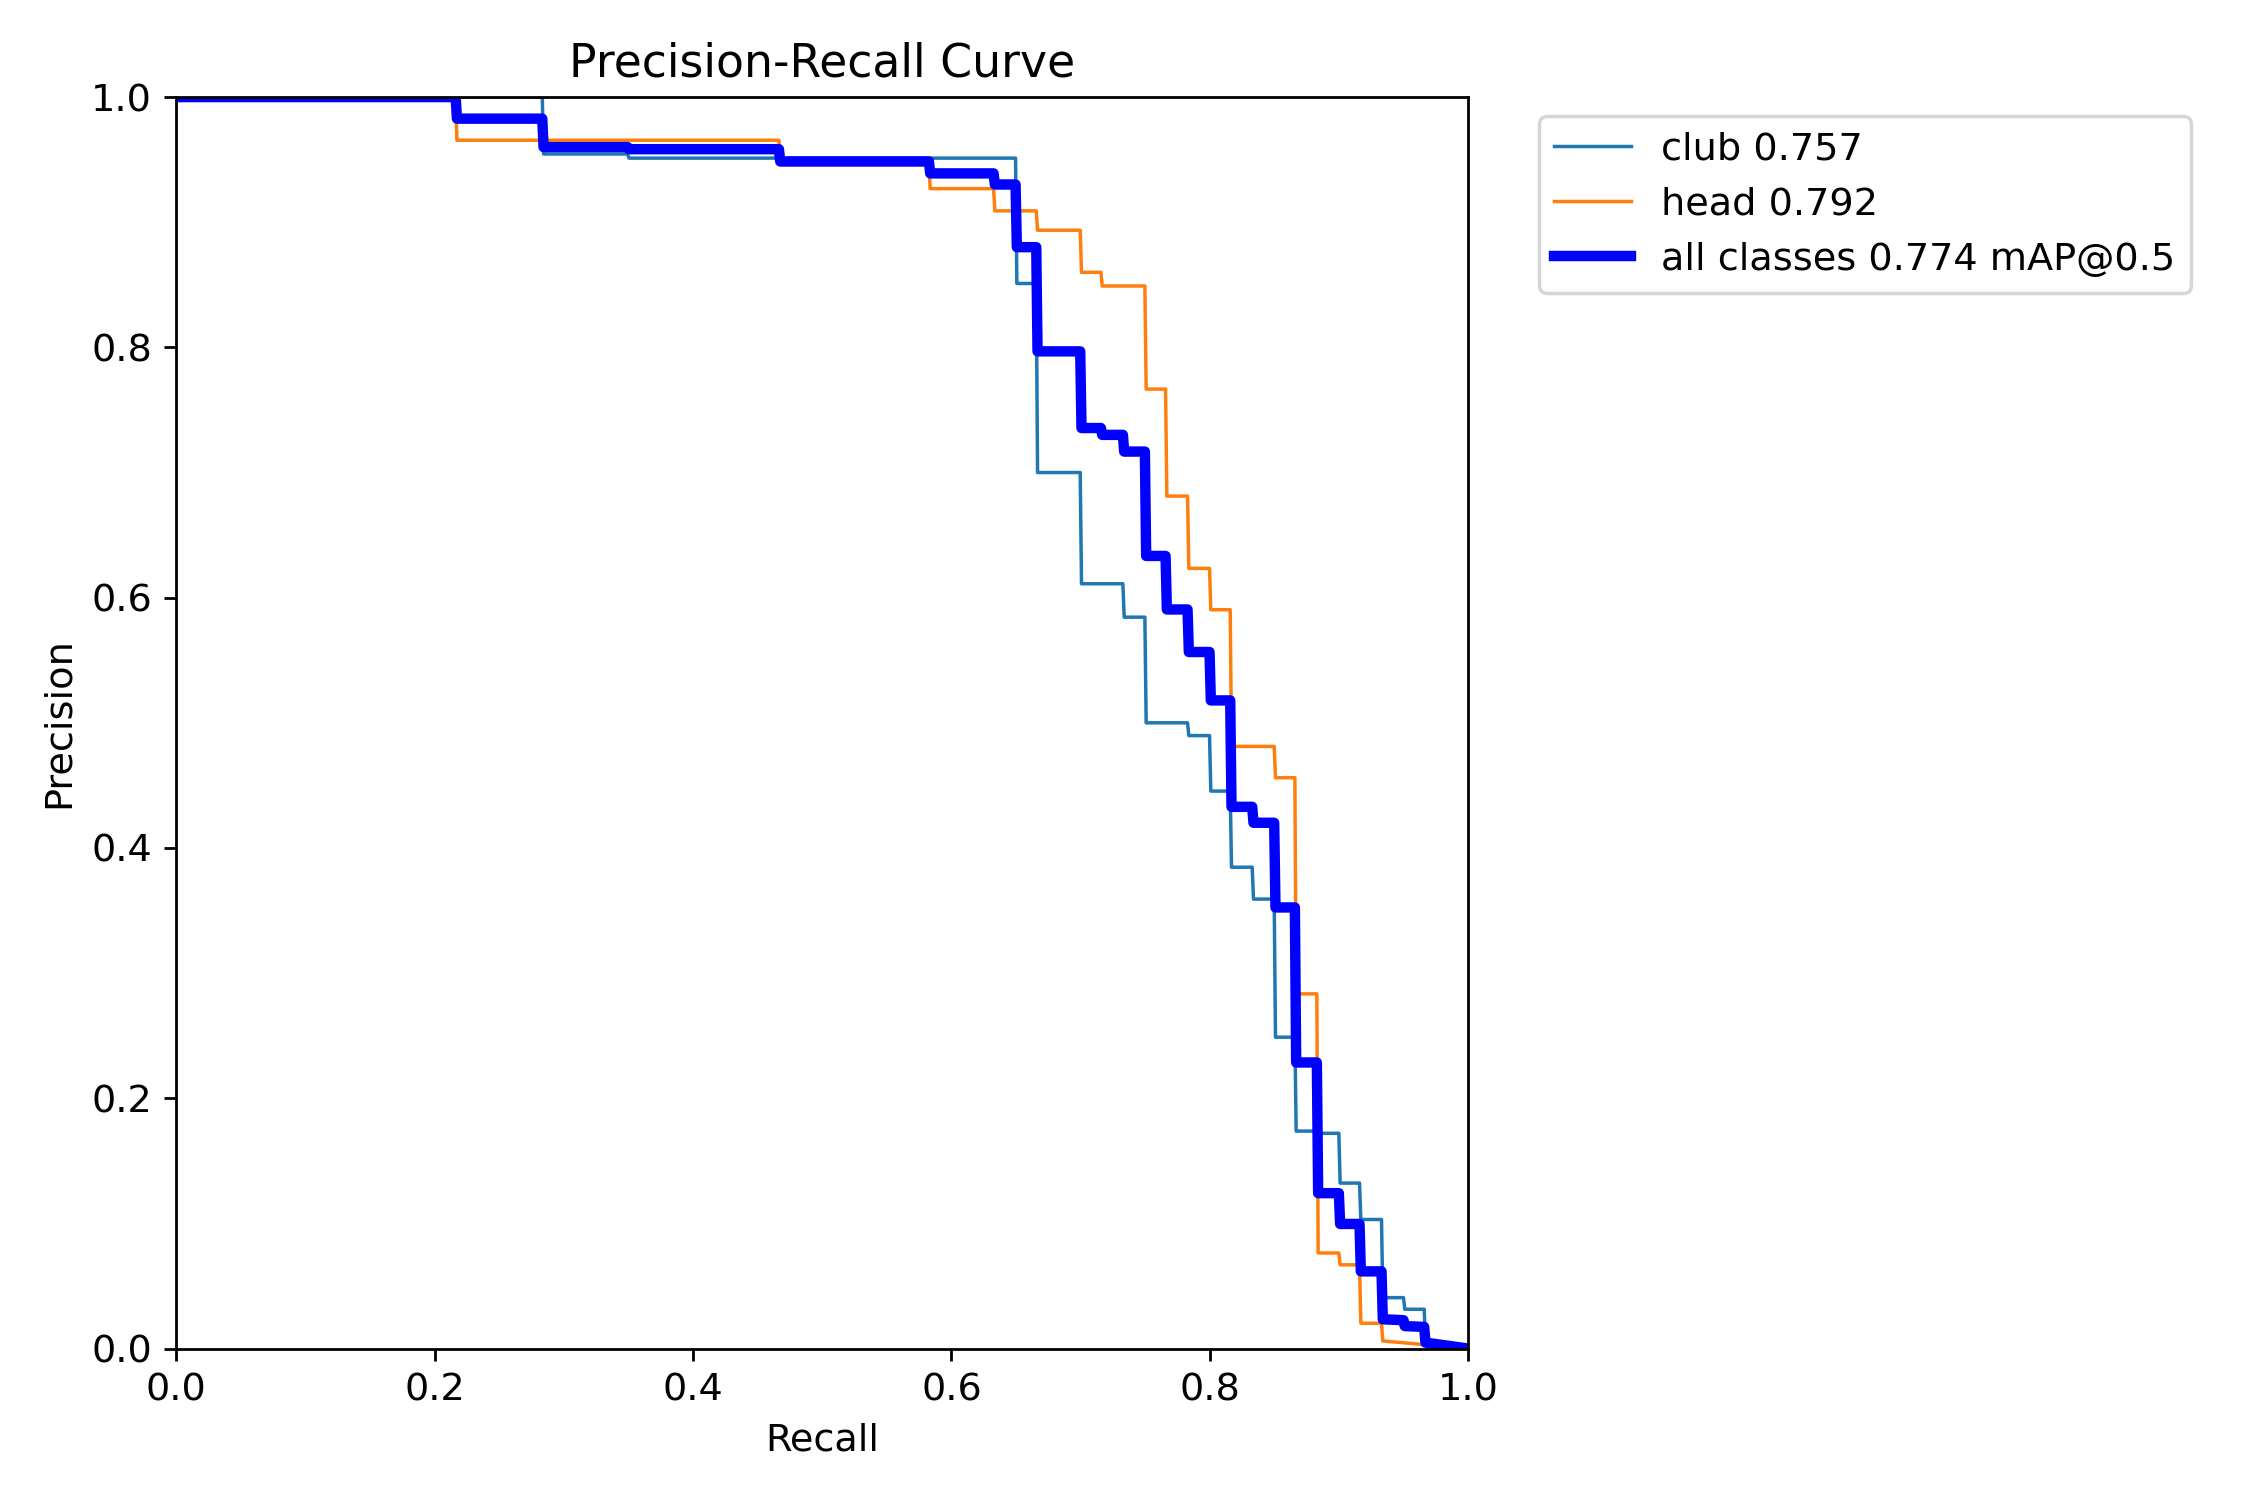 Precision-Recall Curve
1.0
0.8
0.6
0.4
0.2
0.0
Precision
0.0 0.2 0.4 0.6 0.8 1.0
Recall
club 0.757
head 0.792
all classes 0.774 mAP@0.5